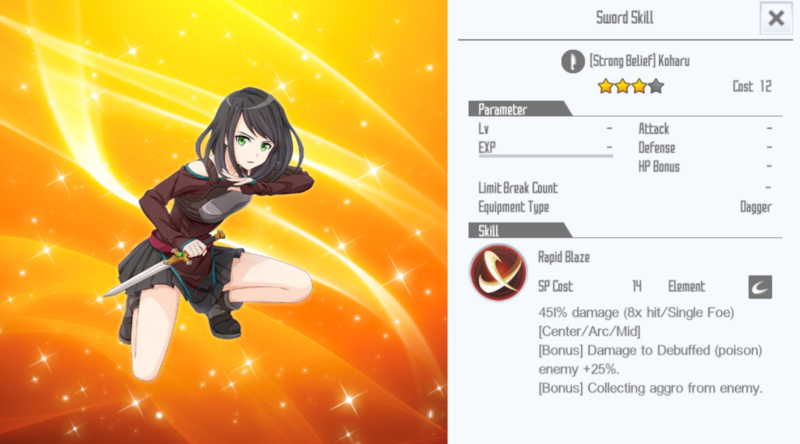 Sword Skill
[Strong Belief] Koharu
Cost 12
Parameter
Lv - Attack -
EXP - Defense -
HP Bonus -
Limit Break Count -
Equipment Type Dagger
Skill
Rapid Blaze
SP Cost 14 Element
451% damage (8x hit/Single Foe)
[Center/Arc/Mid]
[Bonus] Damage to Debuffed (poison)
enemy +25%.
[Bonus] Collecting aggro from enemy.